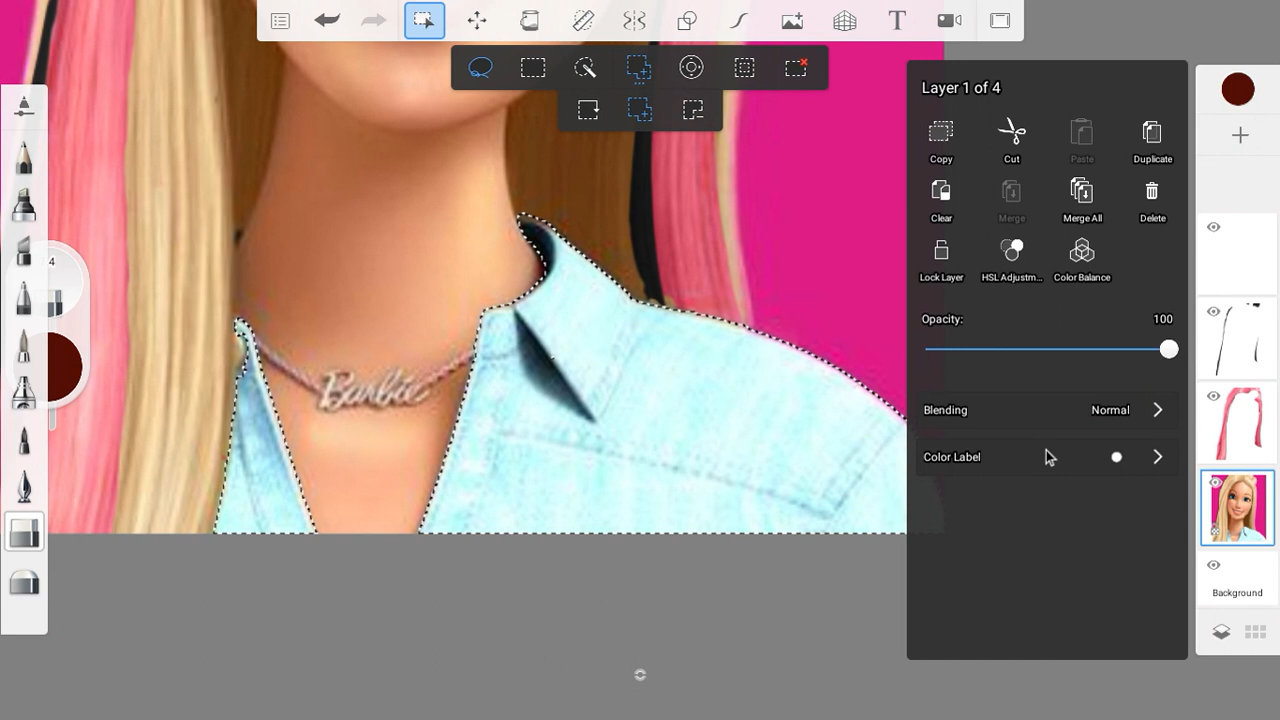 T
Layer 1 of 4
Copy
Cut
Paste
Duplicate
Clear
Merge
Merge All
Delete
Lock Layer
HSL Adjustm...
Color Balance
4
Opacity:
100
Barbie
Blending
Normal
Color Label
Background